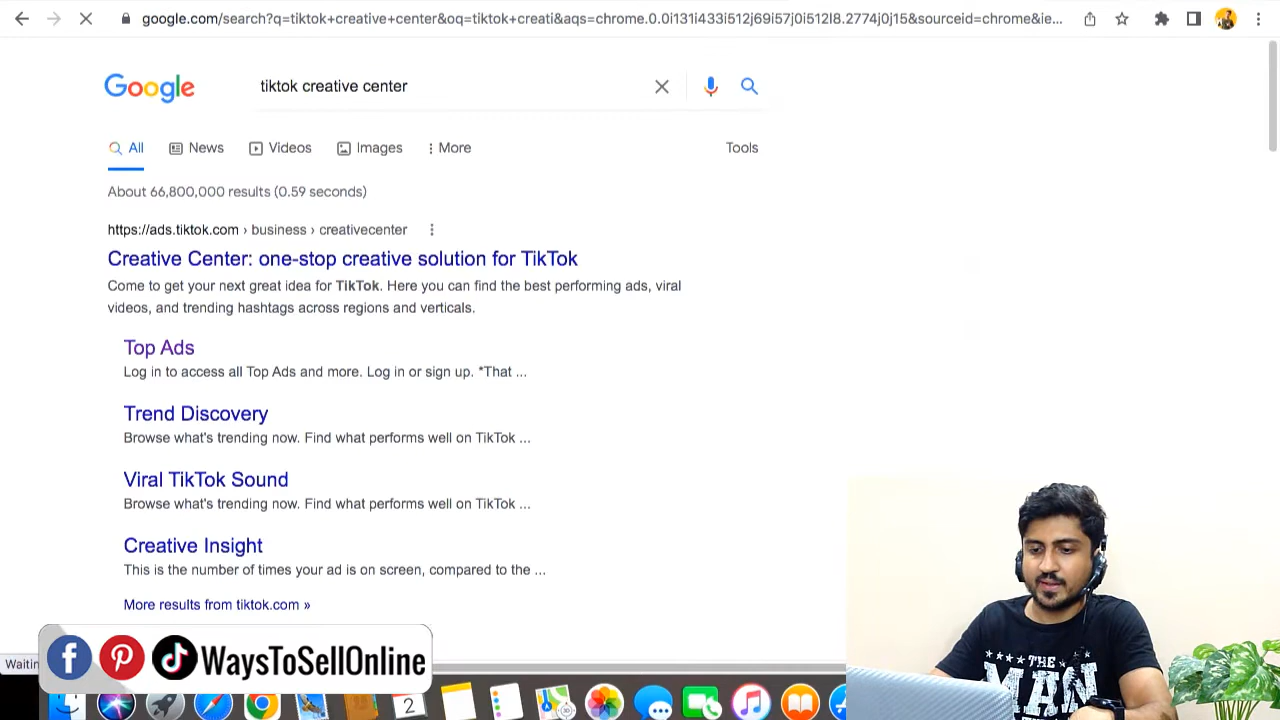 google.com/search?q=tiktok+creative+center&oq=tiktok+creati&aqs=chrome.0.0i131i433i512j69i57j0i512l8.2774j0j15&sourceid=chrome&ie...
Google
tiktok creative center
All
News
Videos
Images
More
Tools
About 66,800,000 results (0.59 seconds)
https://ads.tiktok.com › business › creativecenter
Creative Center: one-stop creative solution for TikTok
Come to get your next great idea for TikTok. Here you can find the best performing ads, viral
videos, and trending hashtags across regions and verticals.
Top Ads
Log in to access all Top Ads and more. Log in or sign up. *That ...
Trend Discovery
Browse what's trending now. Find what performs well on TikTok ...
Viral TikTok Sound
Browse what's trending now. Find what performs well on TikTok ...
Creative Insight
This is the number of times your ad is on screen, compared to the ...
More results from tiktok.com »
WaysToSellOnline
2
THE
MAN